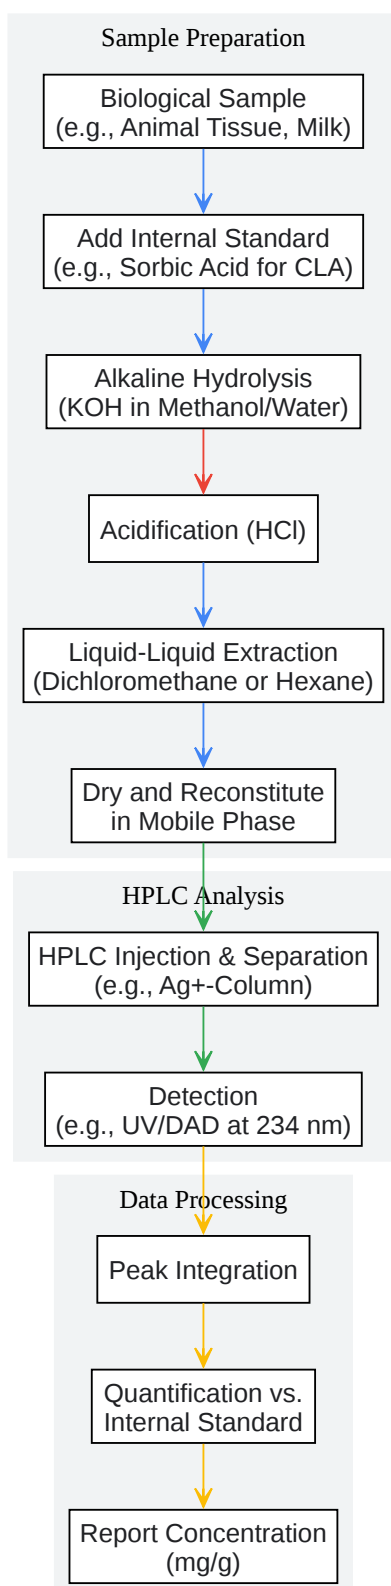 Sample Preparation
Biological Sample
(e.g., Animal Tissue, Milk)
Add Internal Standard
(e.g., Sorbic Acid for CLA)
Alkaline Hydrolysis
(KOH in Methanol/Water)
Acidification (HCl)
Liquid-Liquid Extraction
(Dichloromethane or Hexane)
Dry and Reconstitute
in Mobile Phase
HPLC Analysis
HPLC Injection & Separation
(e.g., Ag+-Column)
Detection
(e.g., UV/DAD at 234 nm)
Data Processing
Peak Integration
Quantification vs.
Internal Standard
Report Concentration
(mg/g)